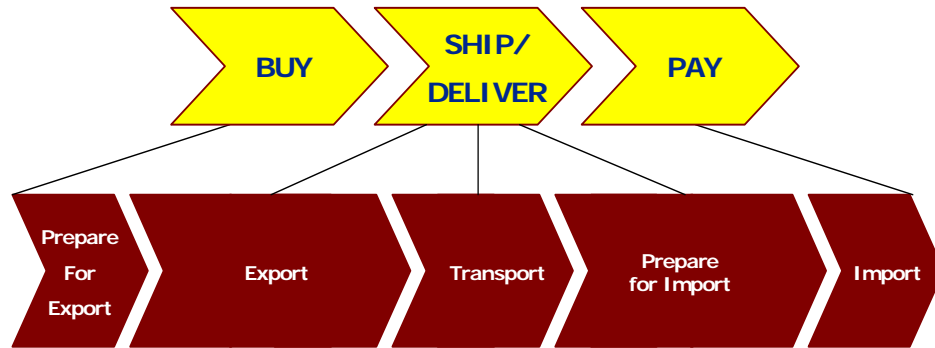 BUY
SHIP/
DELIVER
PAY
Prepare
For
Export
Export
Transport
Prepare
for Import
Import